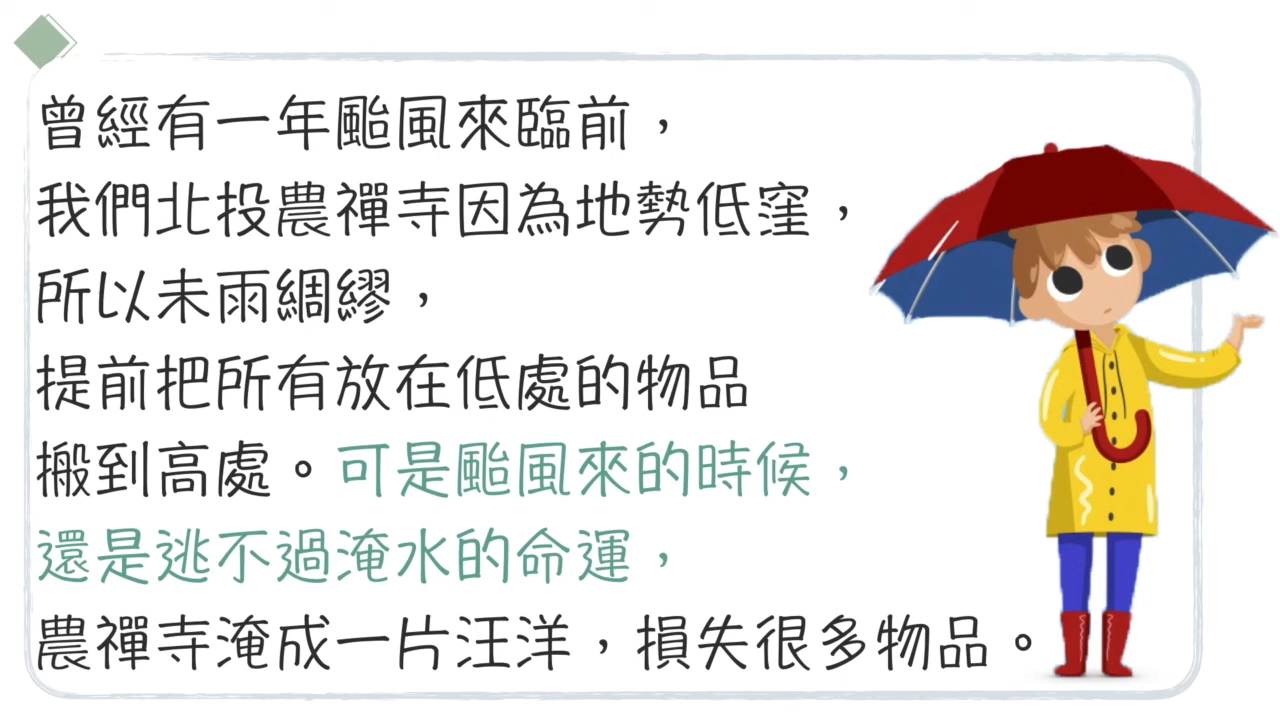 曾經有一年颱風來臨前，
我們北投農禪寺因為地勢低窪，
所以未雨綢繆，
提前把所有放在低處的物品
搬到高處。可是颱風來的時候，
還是逃不過淹水的命運，
農禪寺淹成一片汪洋，損失很多物品。